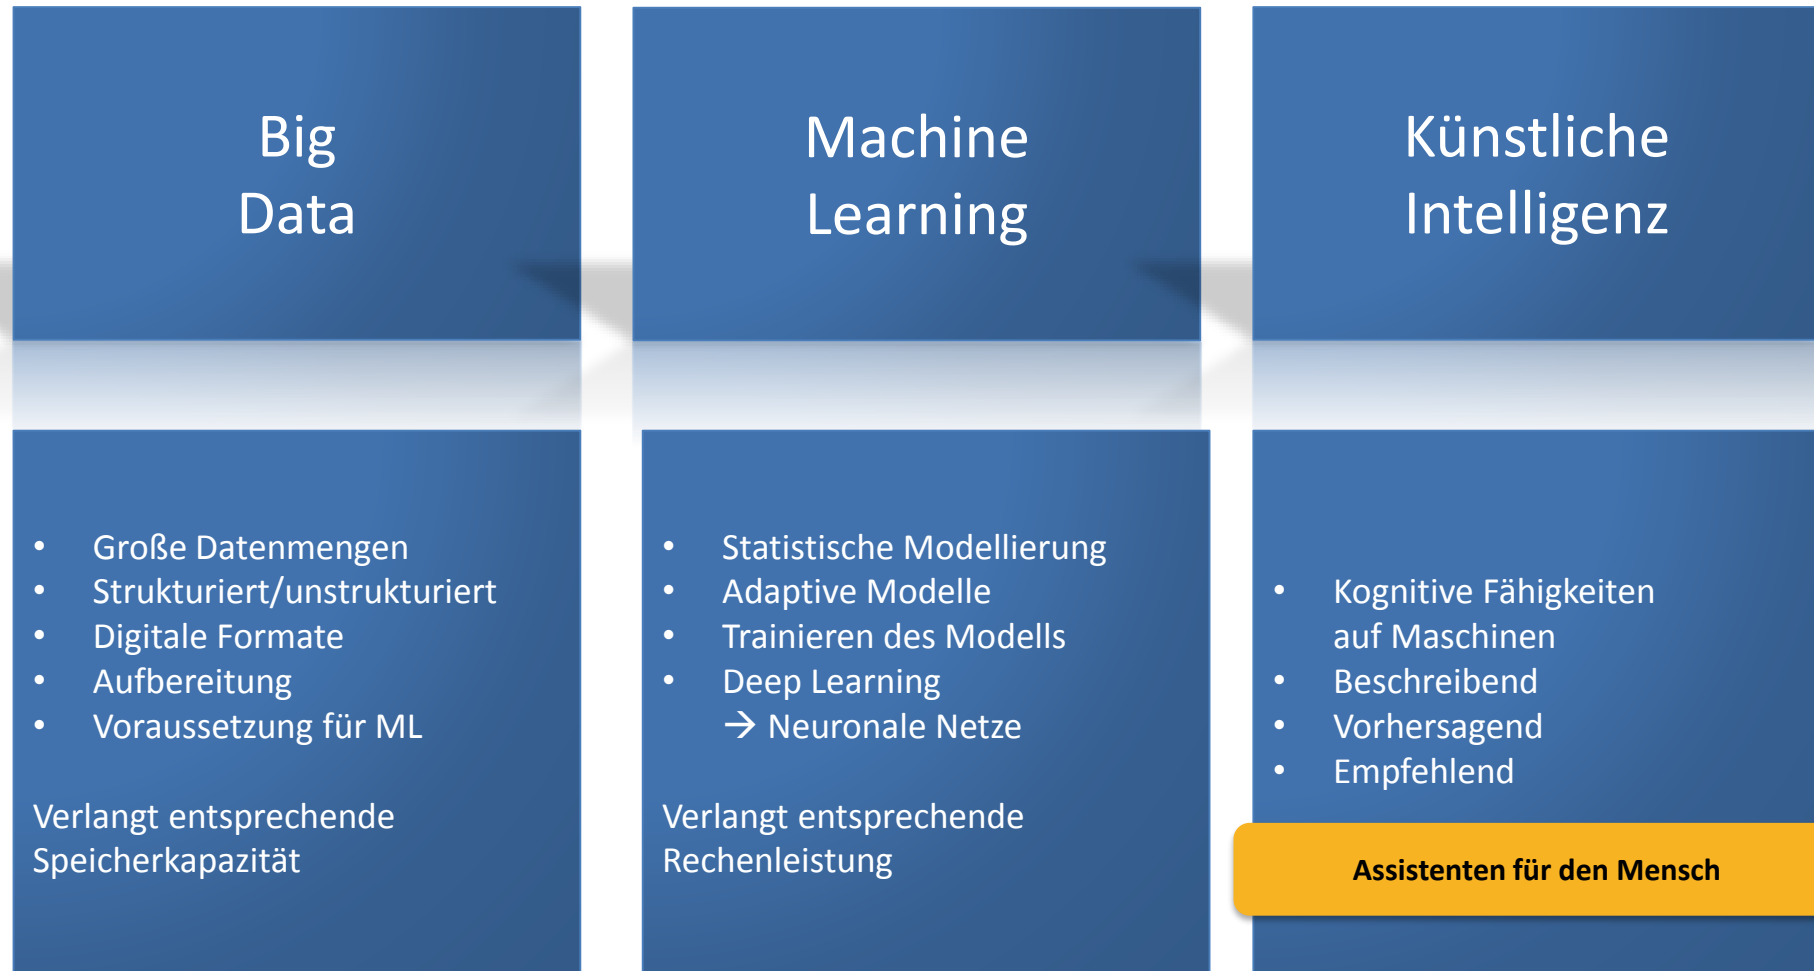 Big
Data
Machine
Learning
Künstliche
Intelligenz
• Große Datenmengen
• Strukturiert/unstrukturiert
• Digitale Formate
• Aufbereitung
• Voraussetzung für ML
Verlangt entsprechende
Speicherkapazität
• Statistische Modellierung
• Adaptive Modelle
• Trainieren des Modells
• Deep Learning
→ Neuronale Netze
Verlangt entsprechende
Rechenleistung
• Kognitive Fähigkeiten
auf Maschinen
• Beschreibend
• Vorhersagend
• Empfehlend
Assistenten für den Mensch